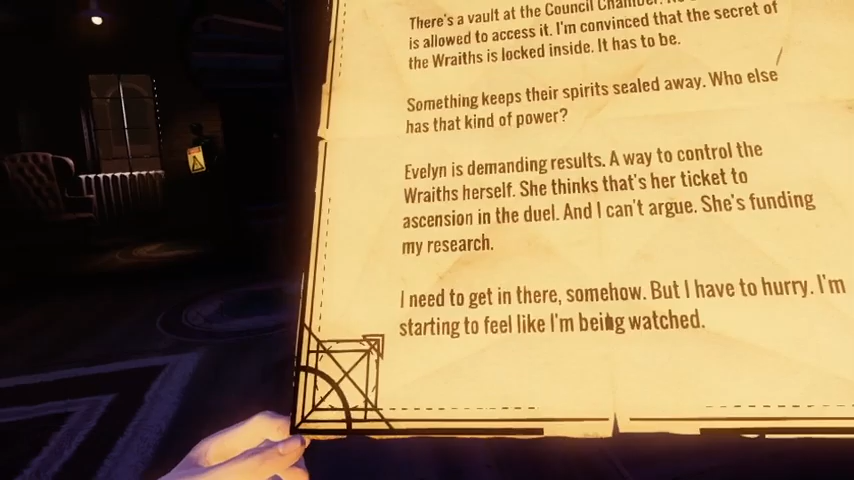 There's a vault at the Council Chamber.
is allowed to access it. I'm convinced that the secret of
the Wraiths is locked inside. It has to be.
Something keeps their spirits sealed away. Who else
has that kind of power?
Evelyn is demanding results. A way to control the
Wraiths herself. She thinks that's her ticket to
ascension in the duel. And I can't argue. She's funding
my research.
I need to get in there, somehow. But I have to hurry. I'm
starting to feel like I'm being watched.